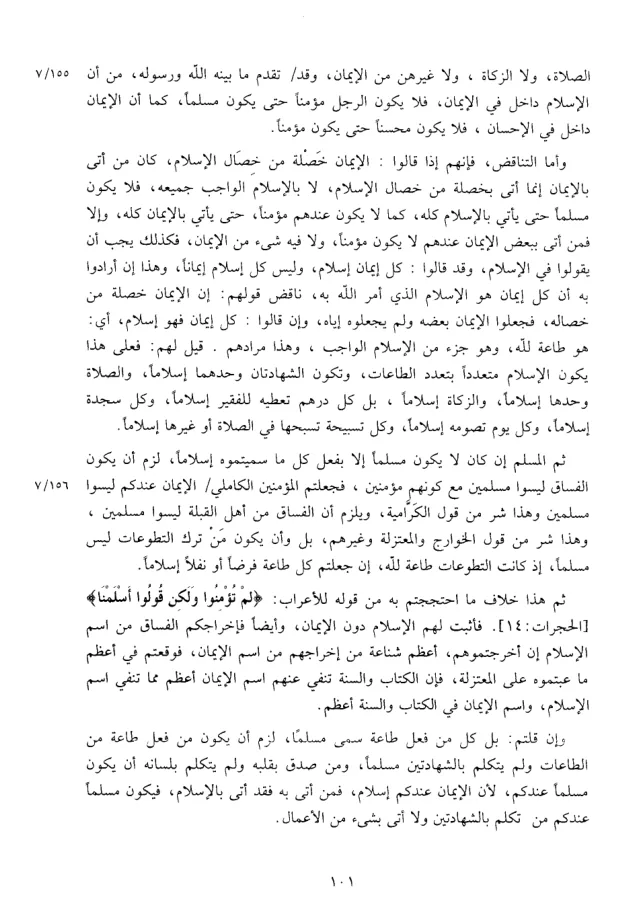 الصلاة، ولا الزكاة ، ولا غيرهن من الإيمان، وقد/ تقدم ما بينه اللّه ورسوله، من أن ٧/١٥٥
الإسلام داخل في الإيمان، فلا يكون الرجل مؤمناً حتى يكون مسلماً، كما أن الإيمان
داخل في الإحسان ، فلا يكون محسناً حتى يكون مؤمناً.
وأما التناقض، فإنهم إذا قالوا : الإيمان خَصْلة من خِصَال الإسلام، كان من أتى
بالإيمان إنما أتى بخصلة من خصال الإسلام، لا بالإسلام الواجب جميعه، فلا يكون
مسلماً حتى يأتي بالإسلام كله، كما لا يكون عندهم مؤمناً، حتى يأتي بالإيمان كله، وإلا
فمن أتى ببعض الإيمان عندهم لا يكون مؤمناً، ولا فيه شىء من الإيمان، فكذلك يجب أن
يقولوا في الإسلام، وقد قالوا : كل إيمان إسلام، وليس كل إسلام إيماناً، وهذا إن أرادوا
به أن كل إيمان هو الإسلام الذي أمر اللّه به، ناقض قولهم: إن الإيمان خصلة من
خصاله، فجعلوا الإيمان بعضه ولم يجعلوه إياه، وإن قالوا : كل إيمان فهو إسلام، أي:
هو طاعة للّه، وهو جزء من الإسلام الواجب ، وهذا مرادهم . قيل لهم: فعلى هذا
يكون الإسلام متعدداً بتعدد الطاعات، وتكون الشهادتان وحدهما إسلاماً، والصلاة
وحدها إسلاماً، والزكاة إسلاماً ، بل كل درهم تعطيه للفقير إسلاماً، وكل سجدة
إسلاماً، وكل يوم تصومه إسلاماً، وكل تسبيحة تسبحها في الصلاة أو غيرها إسلاماً.
ثم المسلم إن كان لا يكون مسلماً إلا بفعل كل ما سميتموه إسلاماً، لزم أن يكون
الفساق ليسوا مسلمين مع كونهم مؤمنين ، فجعلتم المؤمنين الكاملي/ الإيمان عندكم ليسوا ٧/١٥٦
مسلمين وهذا شر من قول الكَرَّامية، ويلزم أن الفساق من أهل القبلة ليسوا مسلمين ،
وهذا شر من قول الخوارج والمعتزلة وغيرهم، بل وأن يكون مَنْ ترك التطوعات ليس
مسلماً، إذ كانت التطوعات طاعة للّه، إن جعلتم كل طاعة فرضاً أو نفلاً إسلاماً.
ثم هذا خلاف ما احتججتم به من قوله للأعراب: ﴿لَمْ تُؤْمِنُوا وَلَكِن قُولُوا أَسْلَمْنَا﴾
[الحجرات:١٤]. فأثبت لهم الإسلام دون الإيمان، وأيضاً فإخراجكم الفساق من اسم
الإسلام إن أخرجتموهم، أعظم شناعة من إخراجهم من اسم الإيمان، فوقعتم في أعظم
ما عبتموه على المعتزلة، فإن الكتاب والسنة تنفي عنهم اسم الإيمان أعظم مما تنفي اسم
الإسلام، واسم الإيمان في الكتاب والسنة أعظم.
وإن قلتم: بل كل من فعل طاعة سمى مسلمًا، لزم أن يكون من فعل طاعة من
الطاعات ولم يتكلم بالشهادتين مسلماً، ومن صدق بقلبه ولم يتكلم بلسانه أن يكون
مسلماً عندكم، لأن الإيمان عندكم إسلام، فمن أتى به فقد أتى بالإسلام، فيكون مسلماً
عندكم من تكلم بالشهادتين ولا أتى بشىء من الأعمال.
١٠١